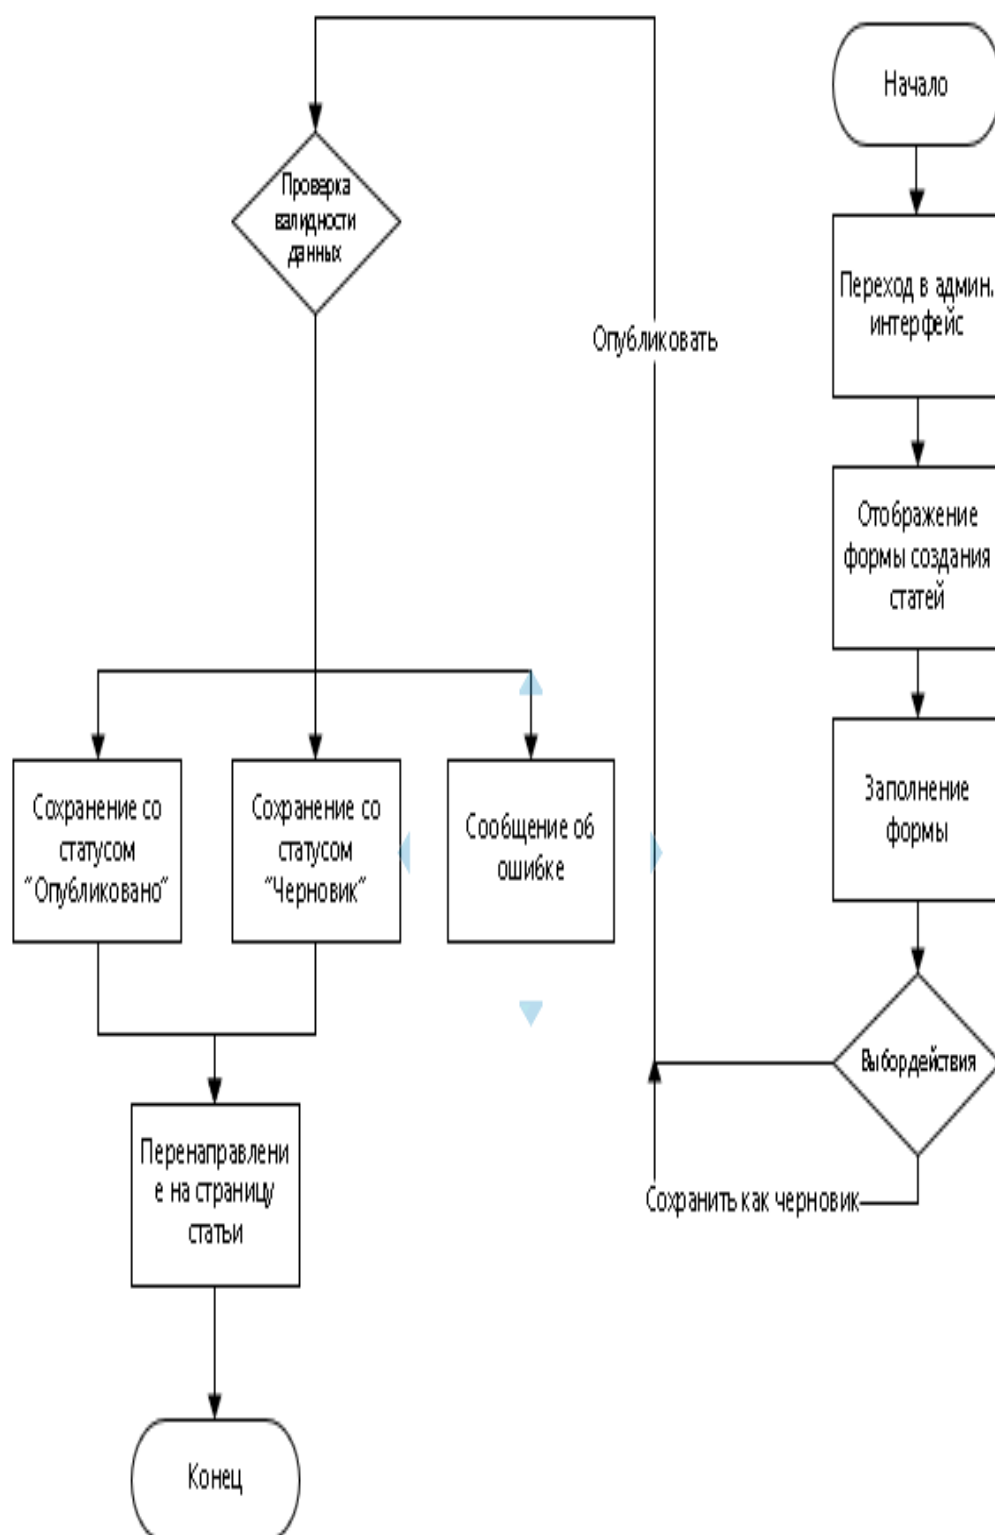 Начало
Переход в админ.
интерфейс
Отображение
формы создания
статей
Заполнение
формы
Выбор действия
Опубликовать
Сохранить как черновик
Проверка
валидности
данных
Сохранение со
статусом
"Опубликовано"
Сохранение со
статусом
"Черновик"
Сообщение об
ошибке
Перенаправлени
е на страницу
статьи
Конец